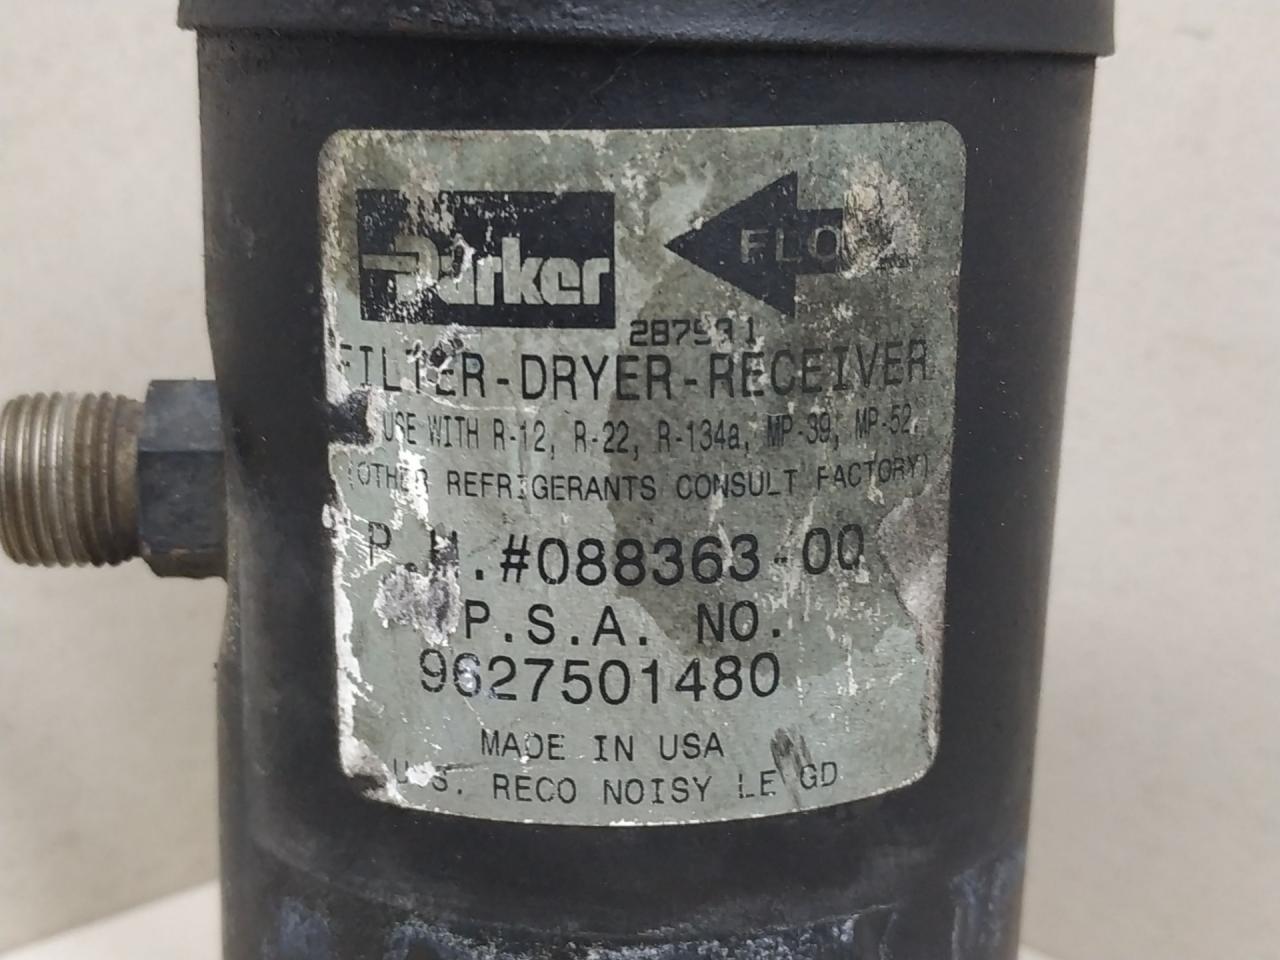 Parker
FLO
287991
FILTER-DRYER-RECEIVER
USE WITH R-12, R-22, R-134a, MP-39, MP-52,
(OTHER REFRIGERANTS CONSULT FACTORY)
#088363-00
P.S.A. NO.
9627501480
MADE IN USA
U.S. RECO NOISY LE GD